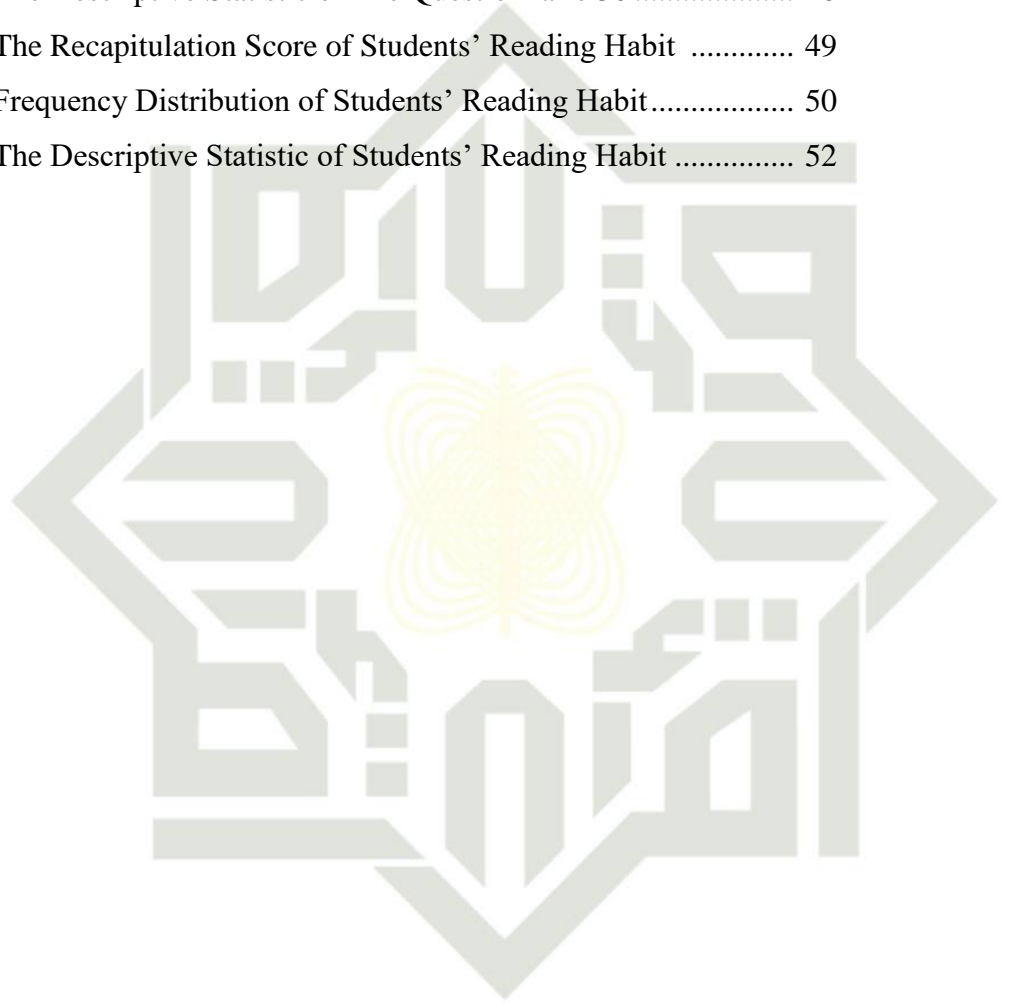 The Recapitulation Score of Students’ Reading Habit ............. 49
Frequency Distribution of Students’ Reading Habit.................. 50
The Descriptive Statistic of Students’ Reading Habit ............... 52